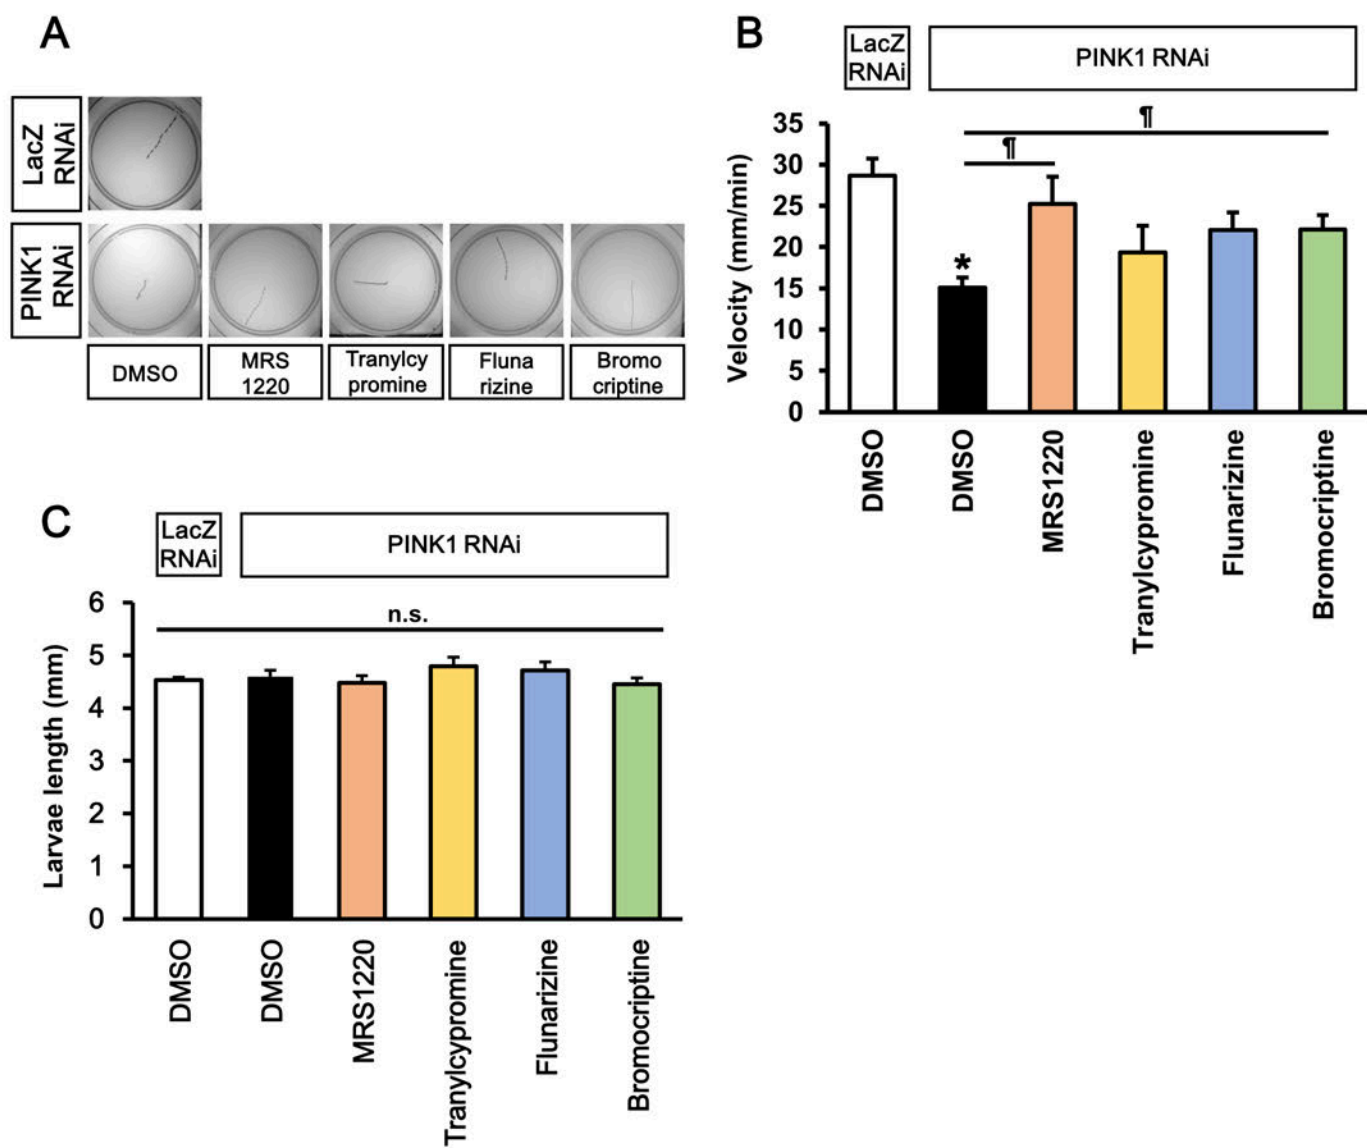 A
LacZ
RNAi
PINK1
RNAi
DMSO
MRS
1220
Tranylcy
promine
Fluna
rizine
Bromo
criptine
B
LacZ
RNAi
PINK1 RNAi
¶
¶
*
35
30
25
20
15
10
5
0
Velocity (mm/min)
DMSO
DMSO
MRS1220
Tranylcypromine
Flunarizine
Bromocriptine
C
LacZ
RNAi
PINK1 RNAi
n.s.
6
5
4
3
2
1
0
Larvae length (mm)
DMSO
DMSO
MRS1220
Tranylcypromine
Flunarizine
Bromocriptine